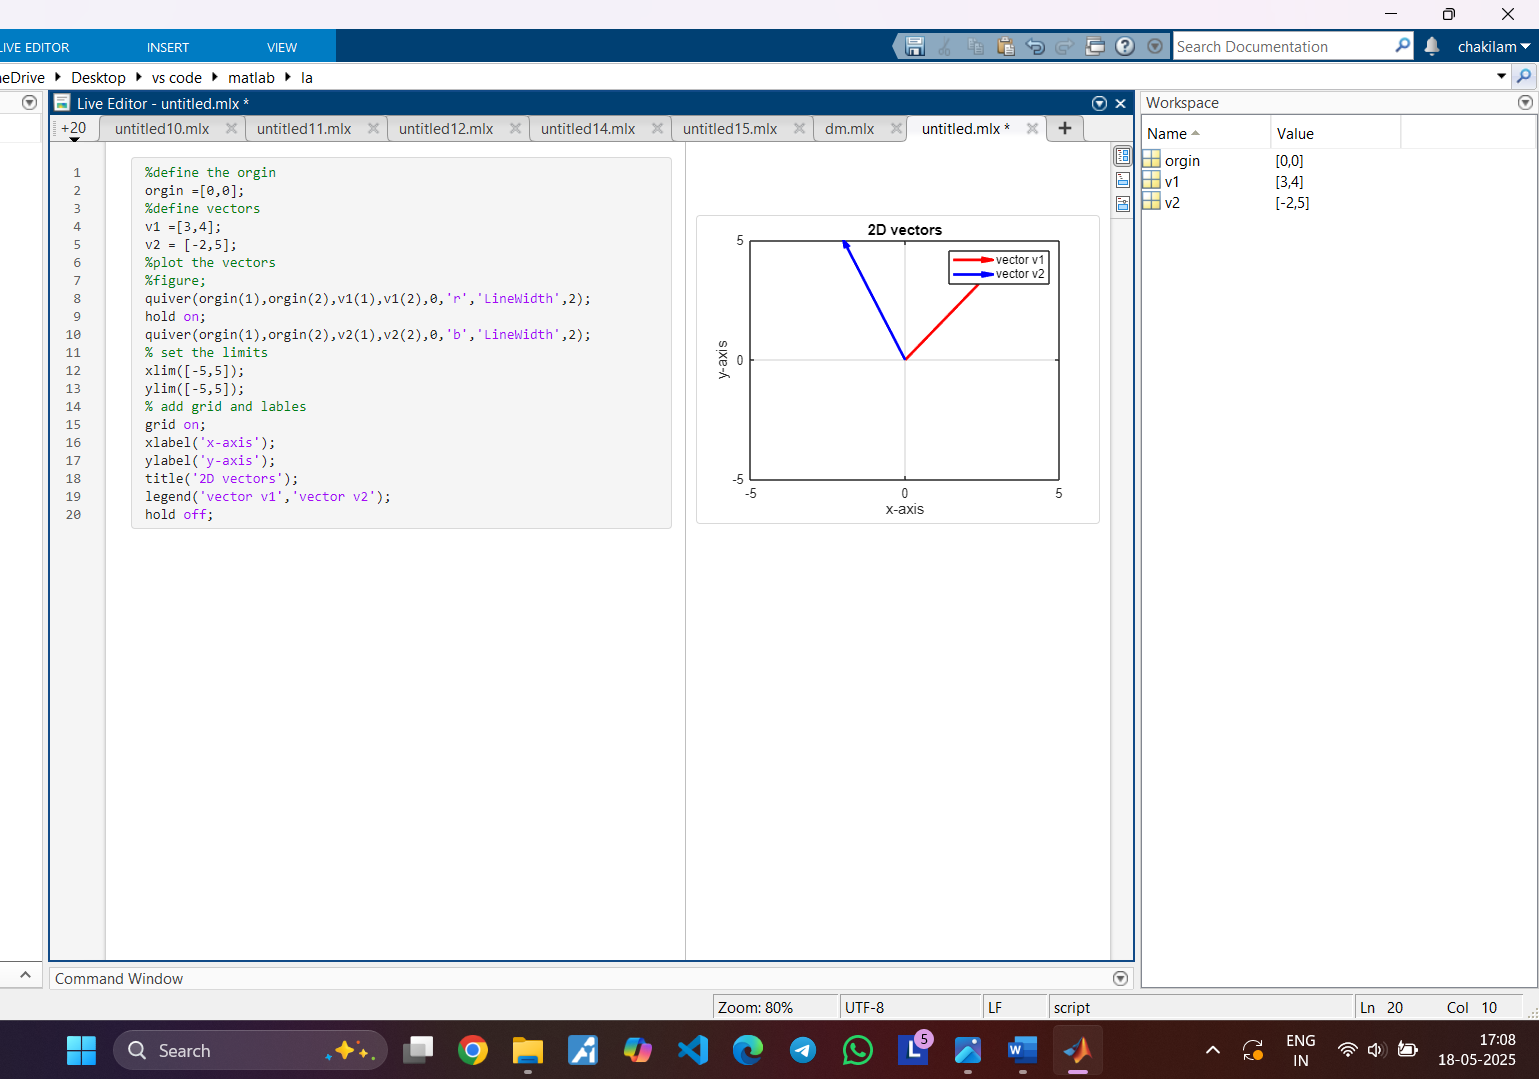 LIVE EDITOR INSERT VIEW
Search Documentation
chakilam
eDrive Desktop vs code matlab la
Live Editor - untitled.mlx *
+20 untitled10.mlx untitled11.mlx untitled12.mlx untitled14.mlx untitled15.mlx dm.mlx untitled.mlx *
1 %define the orgin
2 orgin =[0,0];
3 %define vectors
4 v1 =[3,4];
5 v2 = [-2,5];
6 %plot the vectors
7 %figure;
8 quiver(orgin(1),orgin(2),v1(1),v1(2),0,'r','LineWidth',2);
9 hold on;
10 quiver(orgin(1),orgin(2),v2(1),v2(2),0,'b','LineWidth',2);
11 % set the limits
12 xlim([-5,5]);
13 ylim([-5,5]);
14 % add grid and lables
15 grid on;
16 xlabel('x-axis');
17 ylabel('y-axis');
18 title('2D vectors');
19 legend('vector v1','vector v2');
20 hold off;
2D vectors
5
vector v1
vector v2
y-axis
0
-5
-5 0 5
x-axis
Workspace
Name Value
orgin [0,0]
v1 [3,4]
v2 [-2,5]
Command Window
Zoom: 80% UTF-8 LF script Ln 20 Col 10
Search
L
5
W
ENG
IN
17:08
18-05-2025